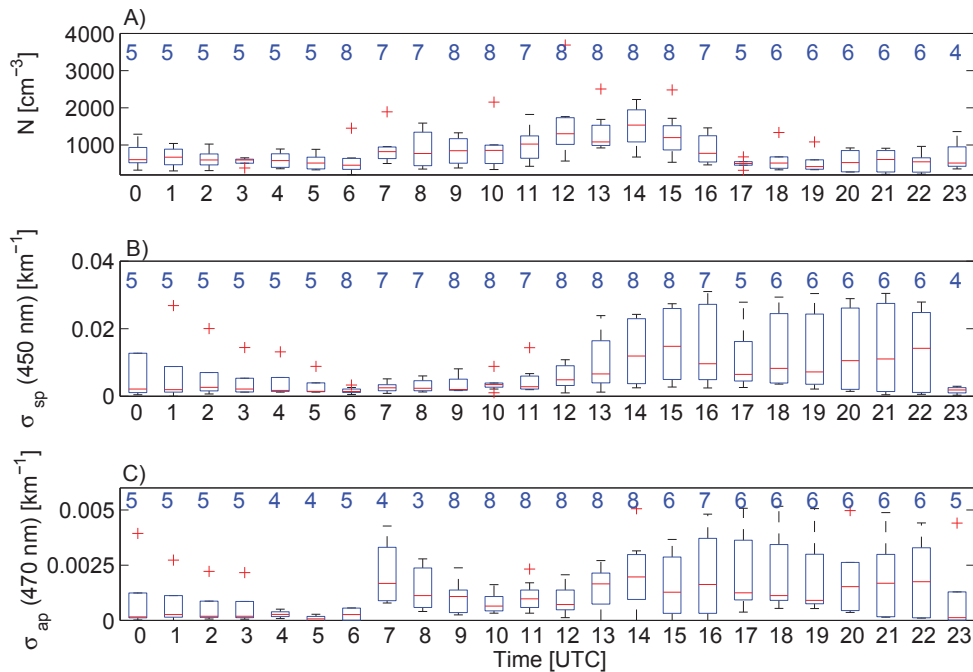 A)
N [cm−3]
4000
3000
2000
1000
5 5 5 5 5 5 8 7 7 7 7 7 8 8 8 8 7 5 6 6 6 6 6 4
0 1 2 3 4 5 6 7 8 9 10 11 12 13 14 15 16 17 18 19 20 21 22 23
B)
σ sp (450 nm) [km−1]
0.04
0.02
0
5 5 5 5 5 5 8 7 7 8 8 8 8 8 8 8 7 5 6 6 6 6 6 4
0 1 2 3 4 5 6 7 8 9 10 11 12 13 14 15 16 17 18 19 20 21 22 23
C)
σ ap (470 nm) [km−1]
0.005
0.0025
0
5 5 5 5 4 4 5 4 3 8 8 8 8 8 8 6 7 6 6 6 6 6 6 5
0 1 2 3 4 5 6 7 8 9 10 11 12 13 14 15 16 17 18 19 20 21 22 23
Time [UTC]